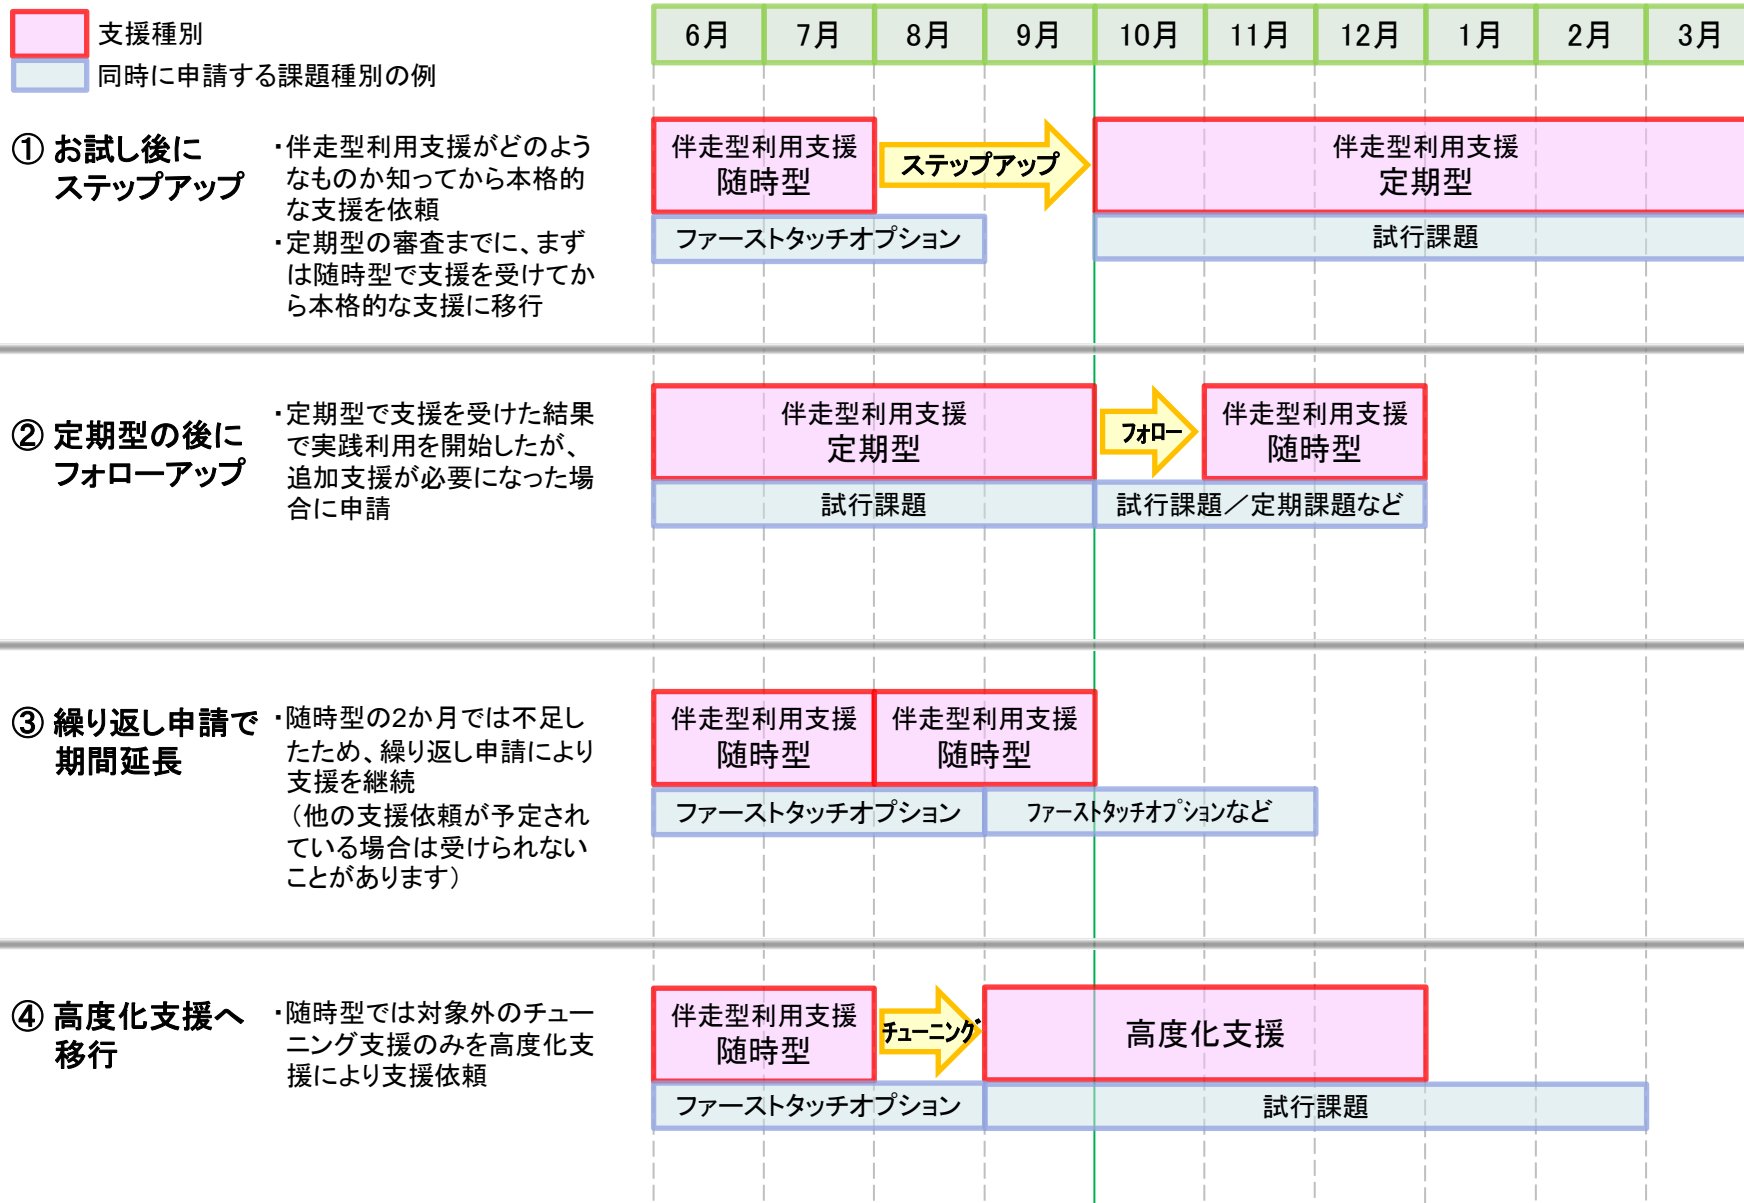 支援種別
同時に申請する課題種別の例
6月 7月 8月 9月 10月 11月 12月 1月 2月 3月
① お試し後に
ステップアップ
・伴走型利用支援がどのよう
なものか知ってから本格的
な支援を依頼
・定期型の審査までに、まず
は随時型で支援を受けてか
ら本格的な支援に移行
伴走型利用支援
随時型
ステップアップ
伴走型利用支援
定期型
ファーストタッチオプション
試行課題
② 定期型の後に
フォローアップ
・定期型で支援を受けた結果
で実践利用を開始したが、
追加支援が必要になった場
合に申請
伴走型利用支援
定期型
フォロー
伴走型利用支援
随時型
試行課題
試行課題／定期課題など
③ 繰り返し申請で
期間延長
・随時型の2か月では不足し
たため、繰り返し申請により
支援を継続
（他の支援依頼が予定され
ている場合は受けられない
ことがあります）
伴走型利用支援
随時型
伴走型利用支援
随時型
ファーストタッチオプション
ファーストタッチオプションなど
④ 高度化支援へ
移行
・随時型では対象外のチュー
ニング支援のみを高度化支
援により支援依頼
伴走型利用支援
随時型
チューニング
高度化支援
ファーストタッチオプション
試行課題